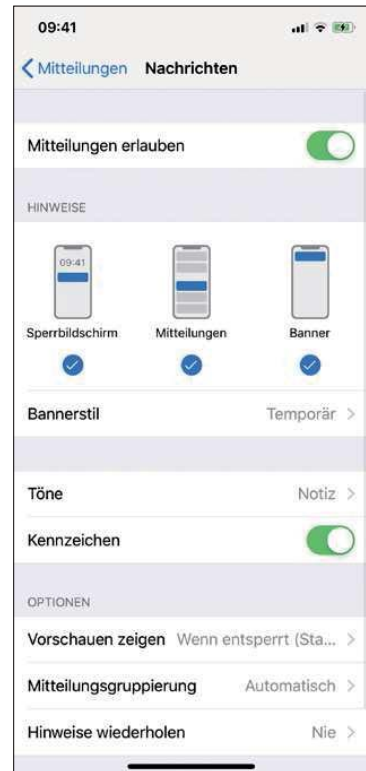 09:41
Mitteilungen Nachrichten
Mitteilungen erlauben
HINWEISE
09:41
Sperrbildschirm Mitteilungen Banner
Bannerstil Temporär
Töne Notiz
Kennzeichen
OPTIONEN
Vorschauen zeigen Wenn entsperrt (Sta...
Mitteilungsgruppierung Automatisch
Hinweise wiederholen Nie